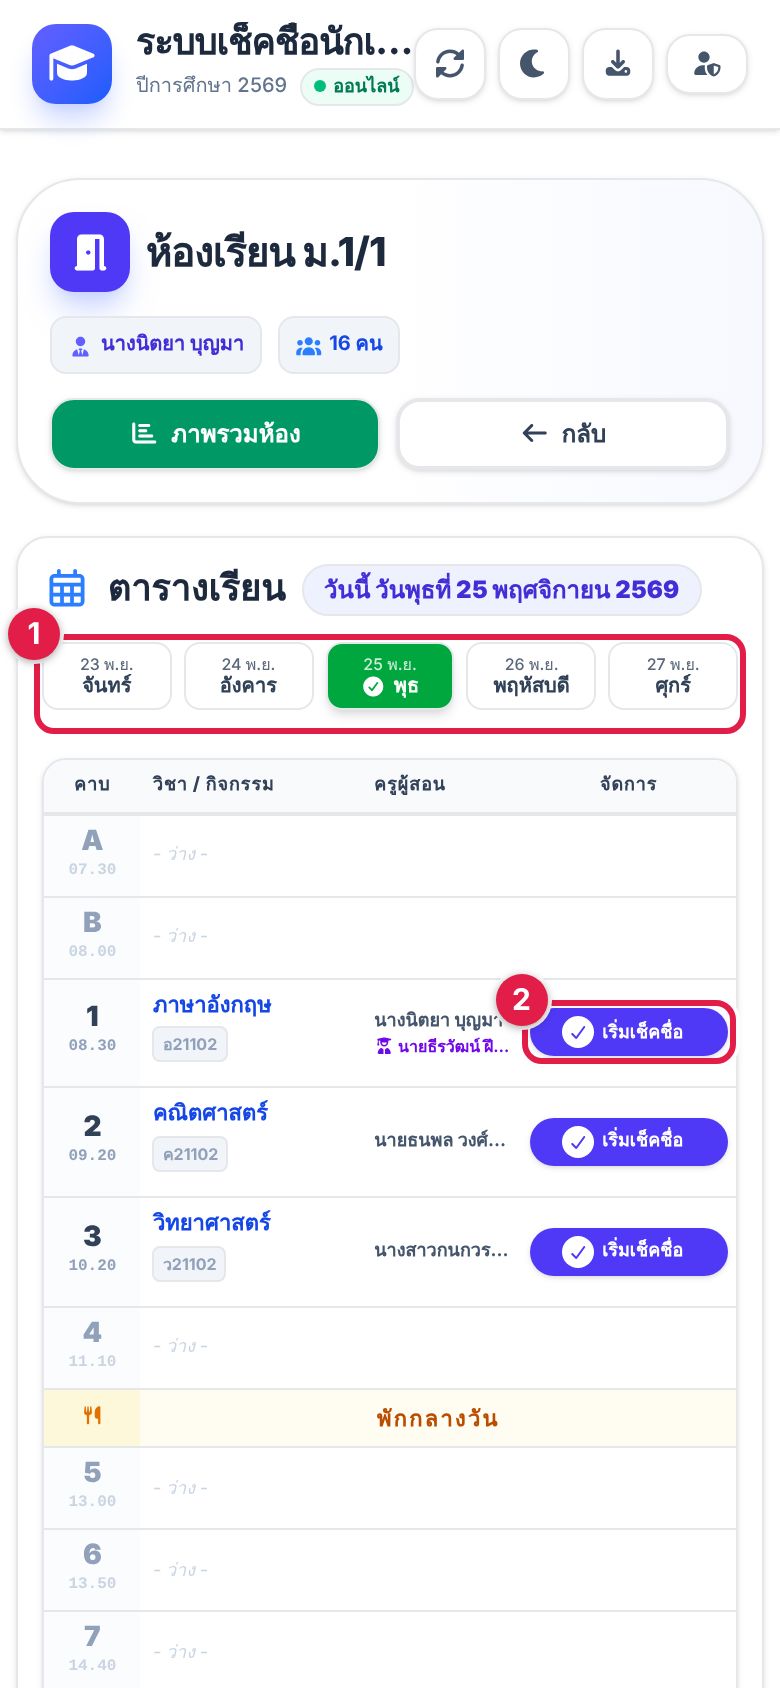 ระบบเช็คชื่อนักเ...
ปีการศึกษา 2569 ออนไลน์
ห้องเรียน ม.1/1
นางนิตยา บุญมา 16 คน
ภาพรวมห้อง กลับ
ตารางเรียน วันนี้ วันพุธที่ 25 พฤศจิกายน 2569
1
23 พ.ย. 24 พ.ย. 25 พ.ย. 26 พ.ย. 27 พ.ย.
จันทร์ อังคาร พุธ พฤหัสบดี ศุกร์
คาบ วิชา / กิจกรรม ครูผู้สอน จัดการ
A
07.30 - ว่าง -
B
08.00 - ว่าง -
2
1 ภาษาอังกฤษ นางนิตยา บุญมา เริ่มเช็คชื่อ
08.30 อ21102 นายธีรวัฒน์ ฝี...
2 คณิตศาสตร์ นายธนพล วงศ์... เริ่มเช็คชื่อ
09.20 ค21102
3 วิทยาศาสตร์ นางสาวกนกวร... เริ่มเช็คชื่อ
10.20 ว21102
4
11.10 - ว่าง -
พักกลางวัน
5
13.00 - ว่าง -
6
13.50 - ว่าง -
7
14.40 - ว่าง -